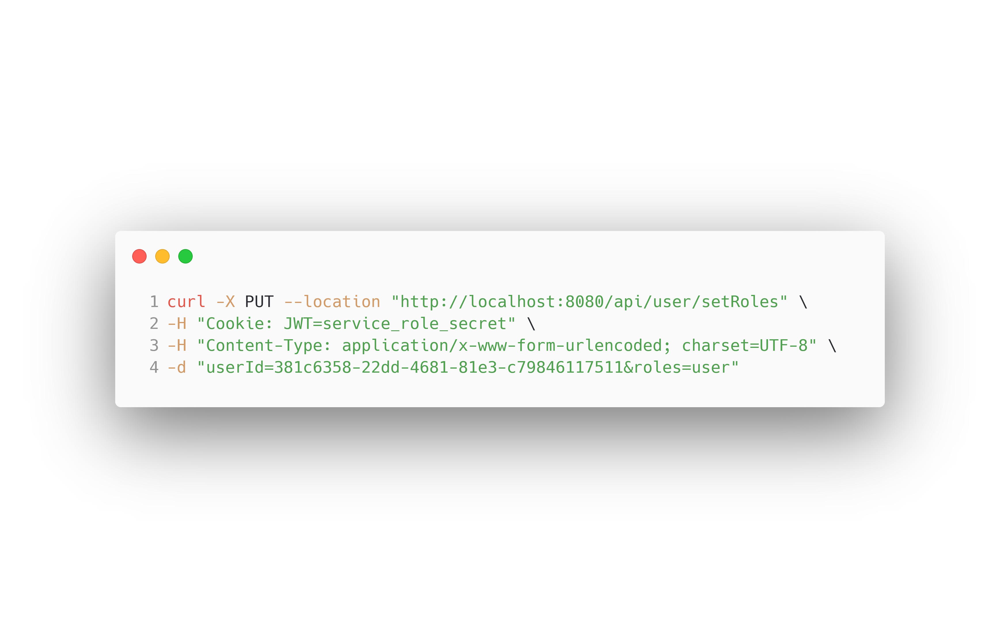 1 curl -X PUT --location "http://localhost:8080/api/user/setRoles" \
2 -H "Cookie: JWT=service_role_secret" \
3 -H "Content-Type: application/x-www-form-urlencoded; charset=UTF-8" \
4 -d "userId=381c6358-22dd-4681-81e3-c79846117511&roles=user"